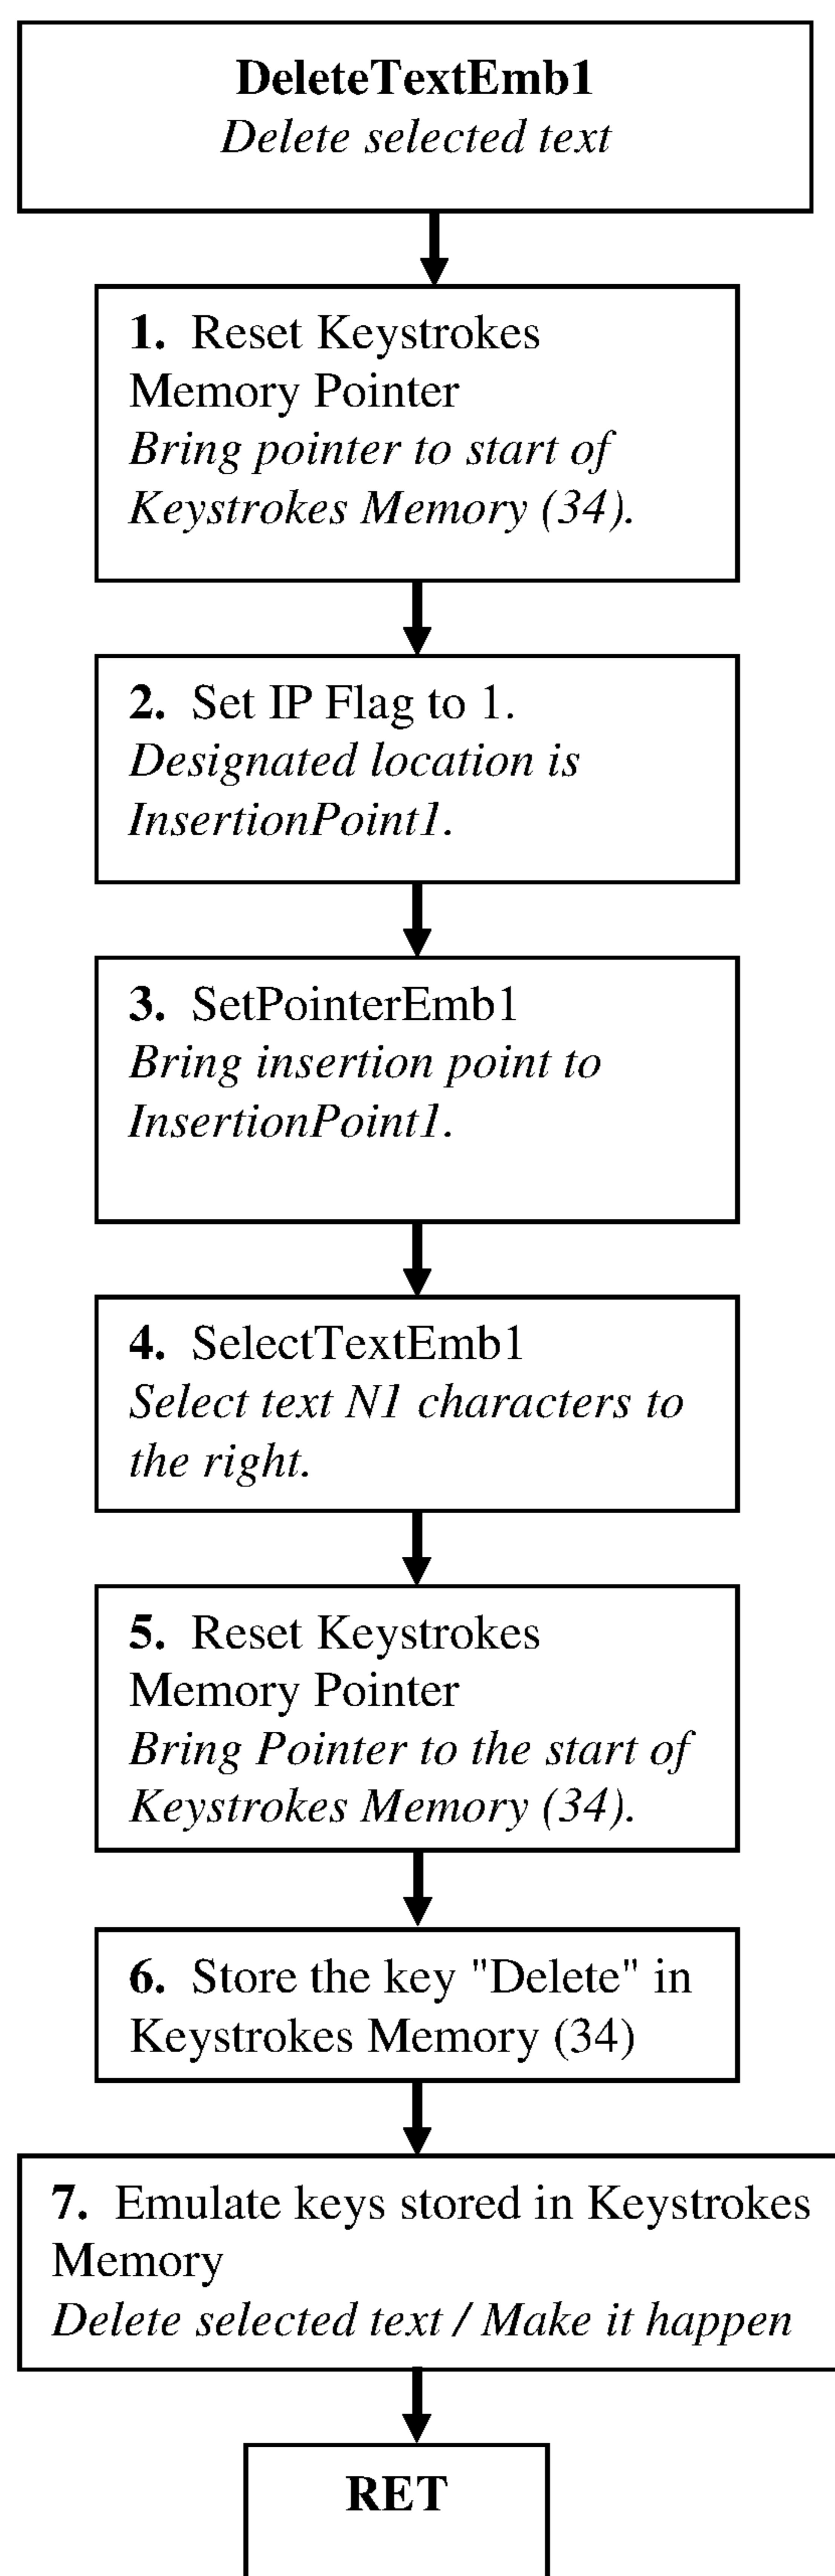 DeleteTextEmb1
Delete selected text
1. Reset Keystrokes
Memory Pointer
Bring pointer to start of
Keystrokes Memory (34).
2. Set IP Flag to 1.
Designated location is
InsertionPoint1.
3. SetPointerEmb1
Bring insertion point to
InsertionPoint1.
4. SelectTextEmb1
Select text N1 characters to
the right.
5. Reset Keystrokes
Memory Pointer
Bring Pointer to the start of
Keystrokes Memory (34).
6. Store the key "Delete" in
Keystrokes Memory (34)
7. Emulate keys stored in Keystrokes
Memory
Delete selected text / Make it happen
RET